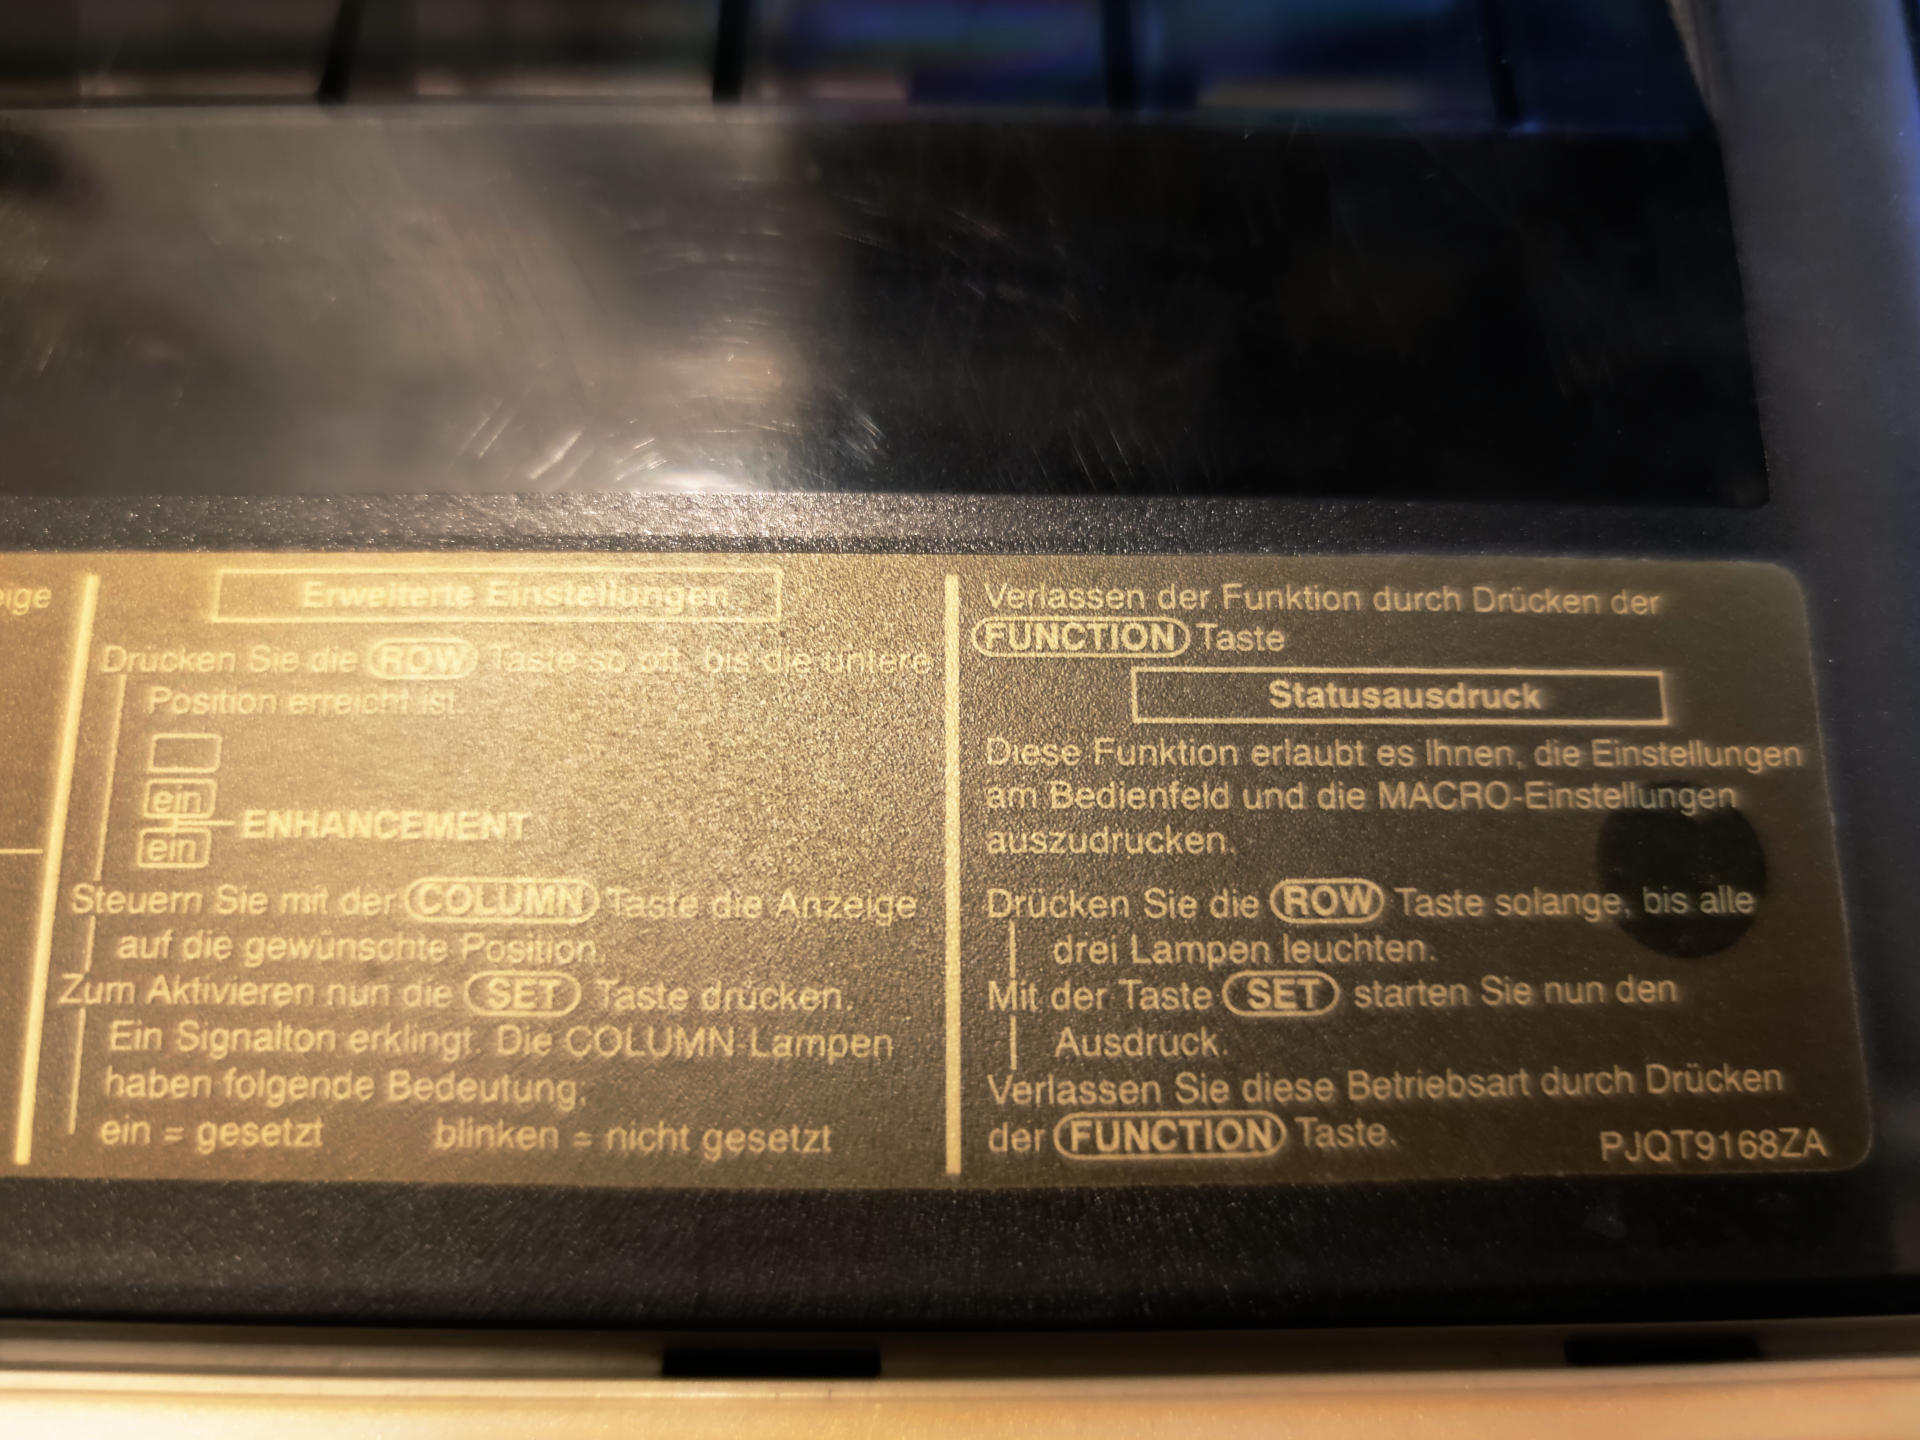 eige
Erweiterte Einstellungen
Drücken Sie die ROW Taste so oft, bis die untere
Position erreicht ist.
ein
ENHANCEMENT
ein
Steuern Sie mit der COLUMN Taste die Anzeige
auf die gewünschte Position.
Zum Aktivieren nun die SET Taste drücken.
Ein Signalton erklingt. Die COLUMN-Lampen
haben folgende Bedeutung,
ein = gesetzt blinken = nicht gesetzt
Verlassen der Funktion durch Drücken der
FUNCTION Taste
Statusausdruck
Diese Funktion erlaubt es Ihnen, die Einstellungen
am Bedienfeld und die MACRO-Einstellungen
auszudrucken.
Drücken Sie die ROW Taste solange, bis alle
drei Lampen leuchten.
Mit der Taste SET starten Sie nun den
Ausdruck.
Verlassen Sie diese Betriebsart durch Drücken
der FUNCTION Taste.
PJQT9168ZA